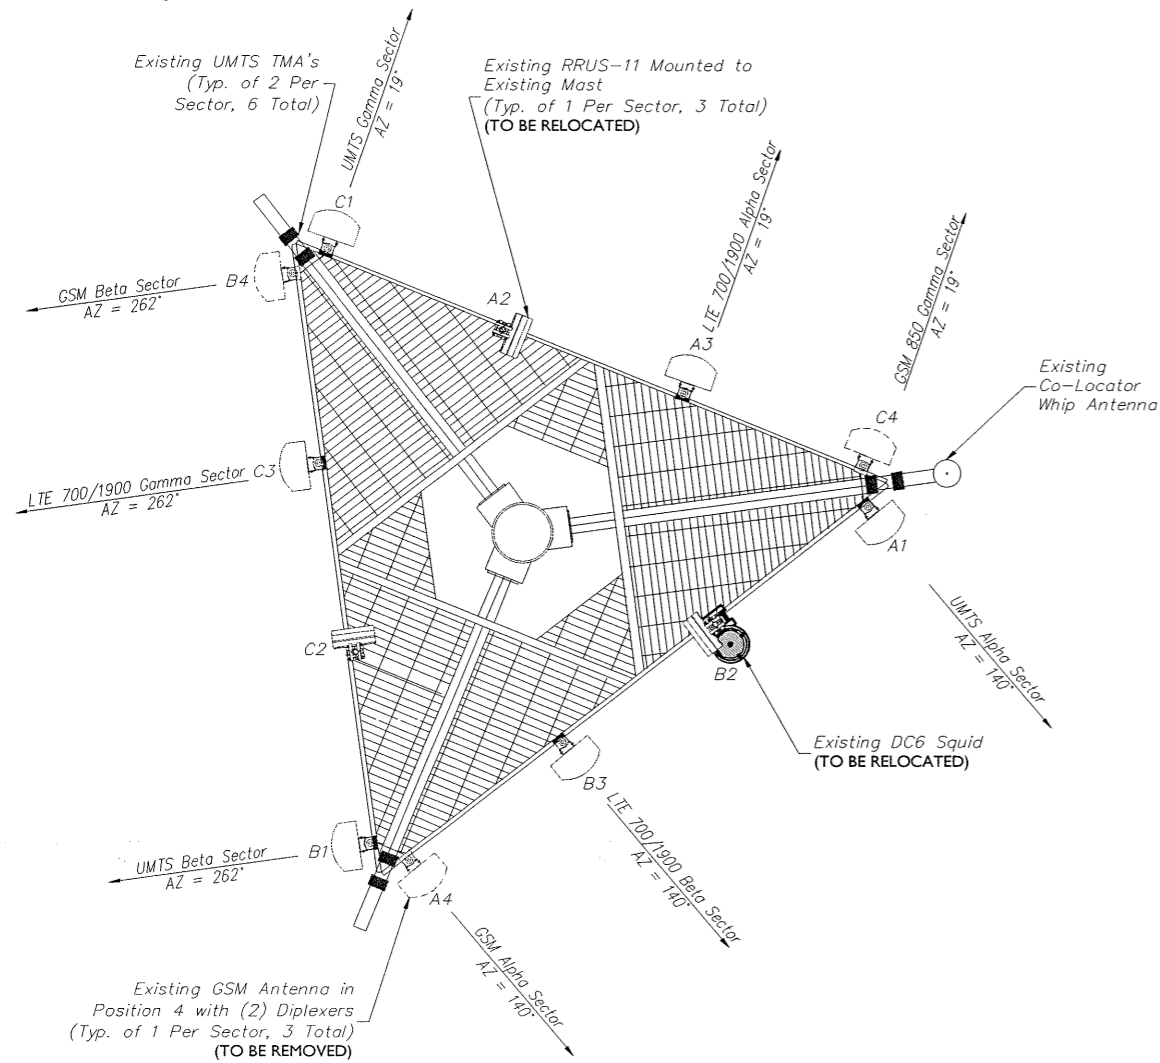 Existing UMTS TMA's
(Typ. of 2 Per
Sector, 6 Total)
UMTS Gamma Sector
AZ = 19°
Existing RRUS-11 Mounted to
Existing Mast
(Typ. of 1 Per Sector, 3 Total)
(TO BE RELOCATED)
LTE 700/1900 Alpha Sector
AZ = 19°
GSM 850 Gamma Sector
AZ = 19°
C1
B4
GSM Beta Sector
AZ = 262°
A2
A3
Existing
Co-Locator
Whip Antenna
C4
LTE 700/1900 Gamma Sector
AZ = 262°
C3
A1
UMTS Alpha Sector
AZ = 140°
C2
B2
Existing DC6 Squid
(TO BE RELOCATED)
B3
LTE 700/1900 Beta Sector
AZ = 140°
UMTS Beta Sector
AZ = 262°
B1
A4
GSM Alpha Sector
AZ = 140°
Existing GSM Antenna in
Position 4 with (2) Diplexers
(Typ. of 1 Per Sector, 3 Total)
(TO BE REMOVED)